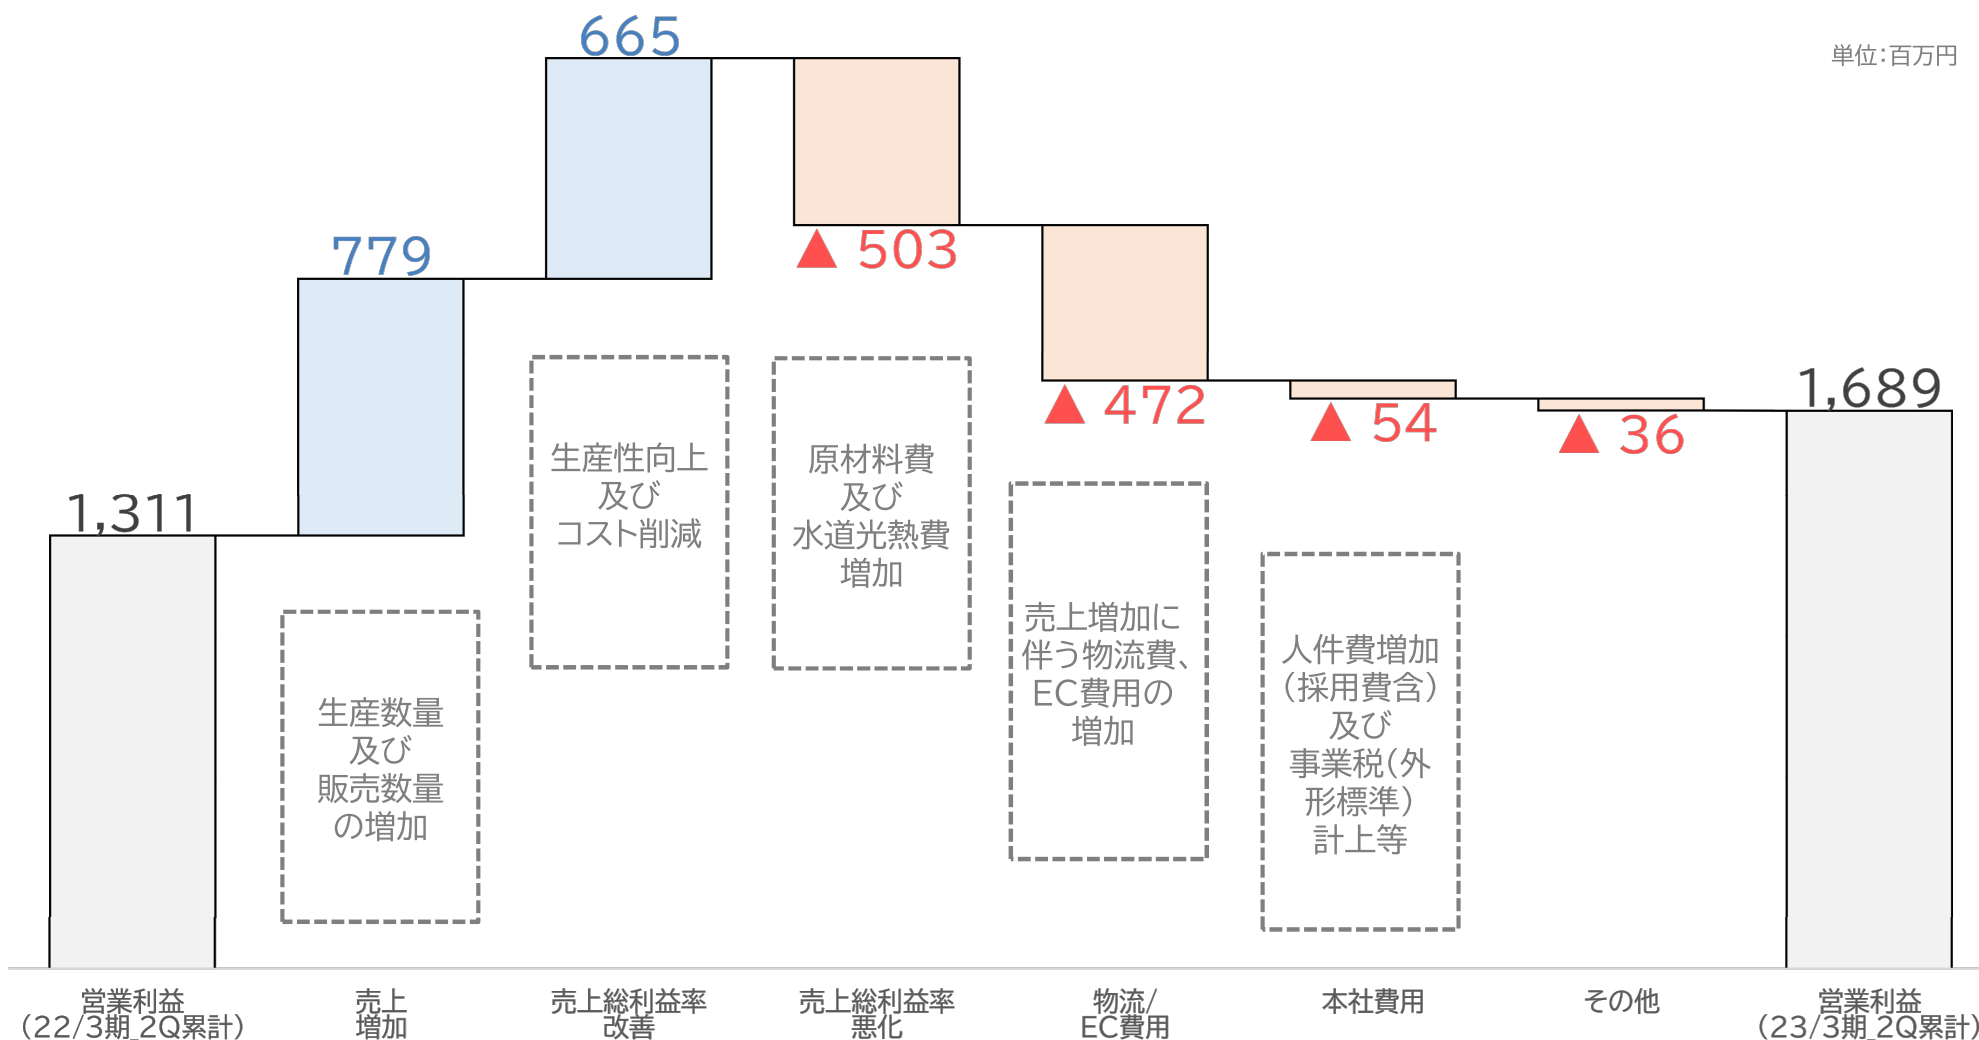 単位：百万円
665
779
▲ 503
▲ 472
▲ 54
▲ 36
1,689
1,311
生産性向上
及び
コスト削減
原材料費
及び
水道光熱費
増加
生産数量
及び
販売数量
の増加
売上増加に
伴う物流費、
EC費用の
増加
人件費増加
（採用費含）
及び
事業税（外
形標準）
計上等
営業利益
（22/3期_2Q累計）
売上
増加
売上総利益率
改善
売上総利益率
悪化
物流/
EC費用
本社費用
その他
営業利益
（23/3期_2Q累計）